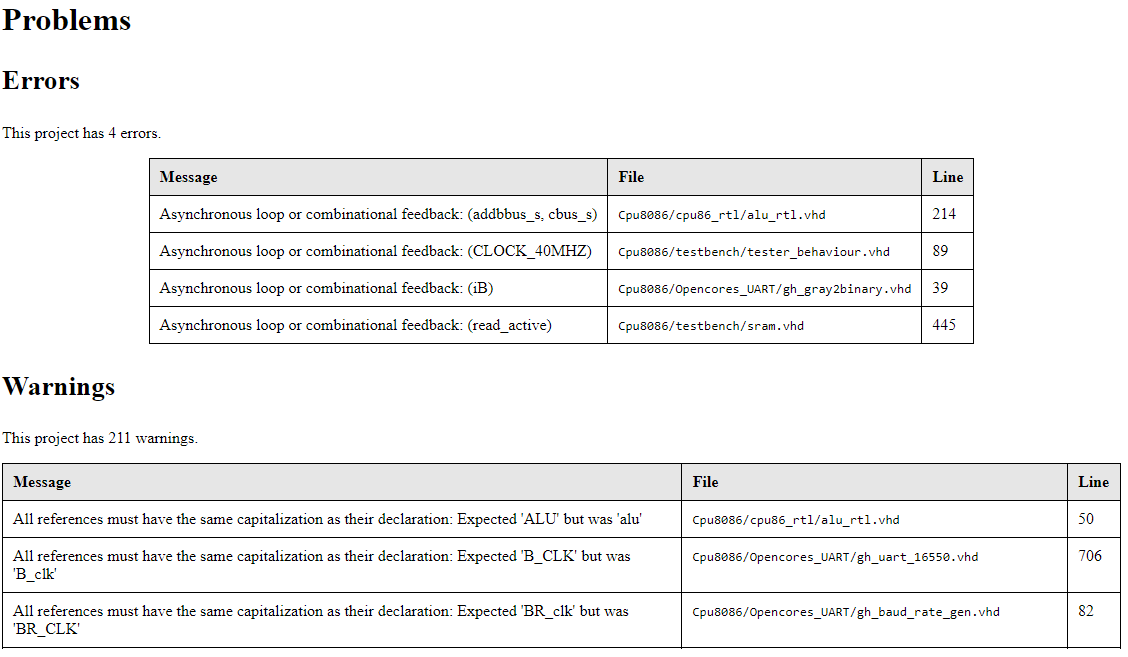 Problems
Errors
This project has 4 errors.
Message File Line
Asynchronous loop or combinational feedback: (addbbus_s, cbus_s) Cpu8086/cpu86_rtl/alu_rtl.vhd 214
Asynchronous loop or combinational feedback: (CLOCK_40MHZ) Cpu8086/testbench/tester_behaviour.vhd 89
Asynchronous loop or combinational feedback: (iB) Cpu8086/Opencores_UART/gh_gray2binary.vhd 39
Asynchronous loop or combinational feedback: (read_active) Cpu8086/testbench/sram.vhd 445
Warnings
This project has 211 warnings.
Message File Line
All references must have the same capitalization as their declaration: Expected 'ALU' but was 'alu' Cpu8086/cpu86_rtl/alu_rtl.vhd 50
All references must have the same capitalization as their declaration: Expected 'B_CLK' but was Cpu8086/Opencores_UART/gh_uart_16550.vhd 706
'B_clk'
All references must have the same capitalization as their declaration: Expected 'BR_clk' but was Cpu8086/Opencores_UART/gh_baud_rate_gen.vhd 82
'BR_CLK'